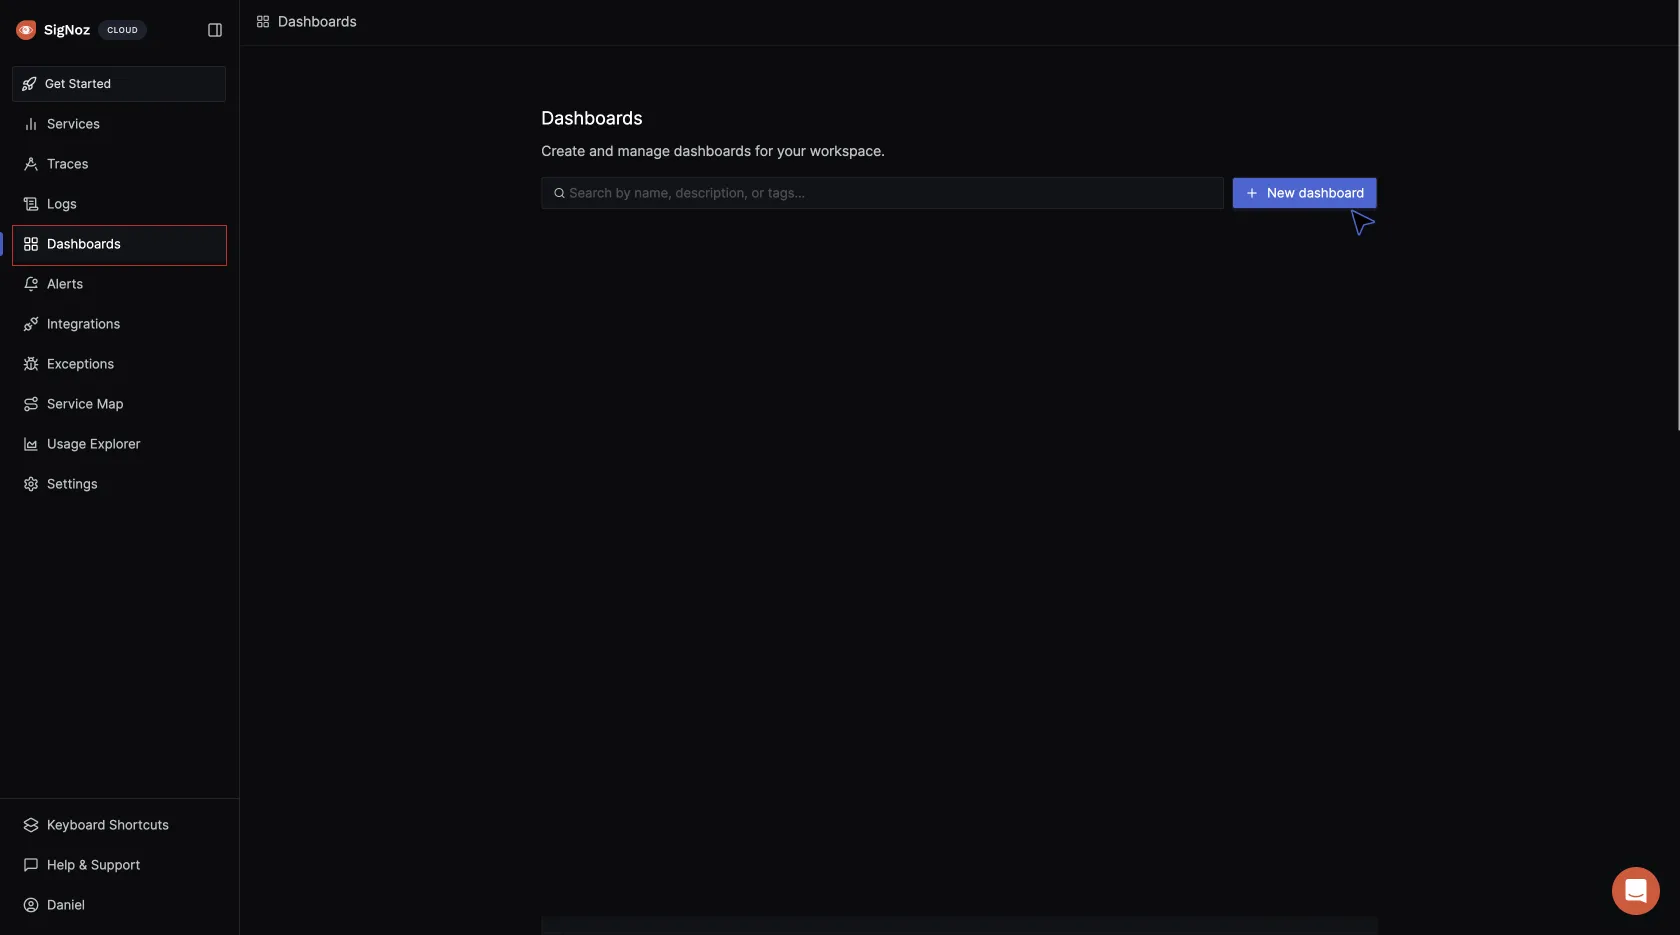 SigNoz CLOUD
Get Started
Services
Traces
Logs
Dashboards
Alerts
Integrations
Exceptions
Service Map
Usage Explorer
Settings
Keyboard Shortcuts
Help & Support
Daniel
Dashboards
Dashboards
Create and manage dashboards for your workspace.
Search by name, description, or tags...
+ New dashboard